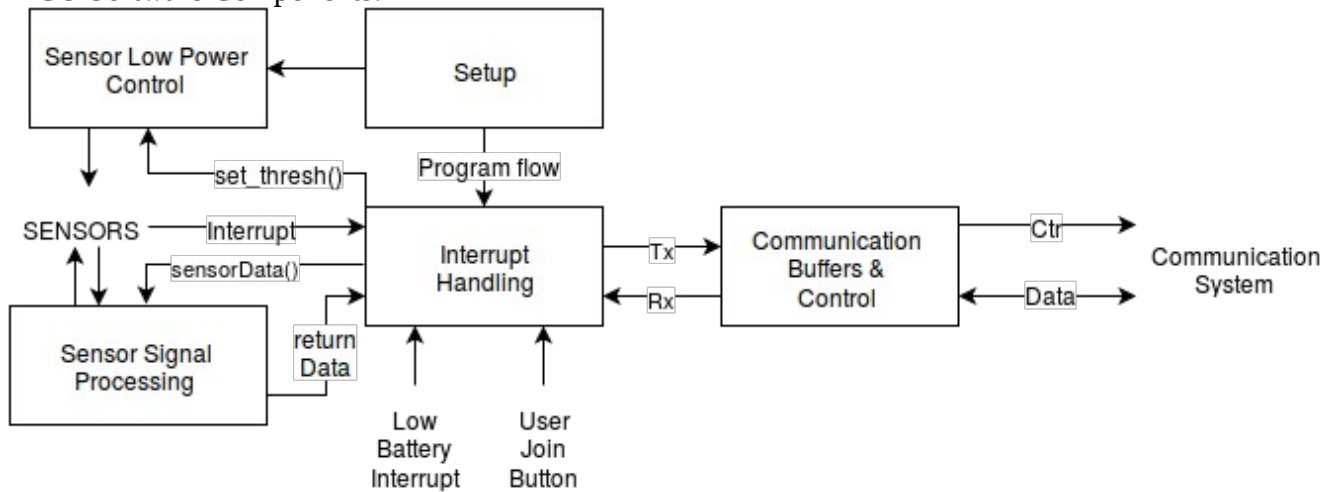 Sensor Low Power
Control
Setup
set_thresh()
Program flow
SENSORS
Interrupt
sensorData()
Interrupt
Handling
Tx
Rx
Communication
Buffers &
Control
Ctr
Data
Communication
System
Sensor Signal
Processing
return
Data
Low
Battery
Interrupt
User
Join
Button